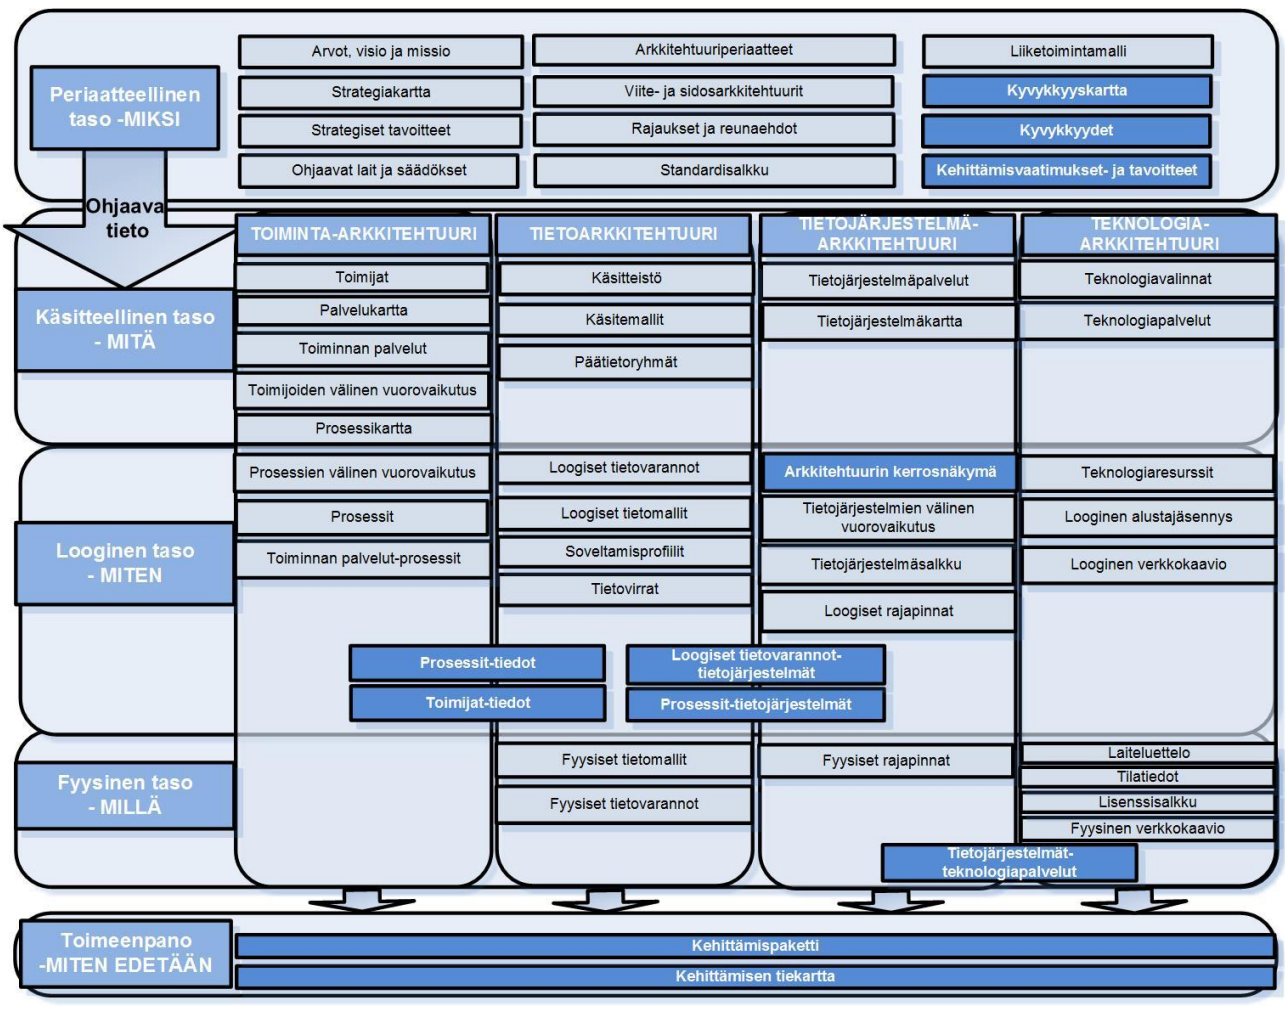 Periaatteellinen
taso -MIKSI
Arvot, visio ja missio
Strategiakartta
Strategiset tavoitteet
Ohjaavat lait ja säädökset
Arkkitehtuuriperiaatteet
Viite- ja sidosarkkitehtuurit
Rajaukset ja reunaehdot
Standardisalkku
Liiketoimintamalli
Kyvykkyyskartta
Kyvykkyydet
Kehittämisvaatimukset- ja tavoitteet
Ohjaava
tieto
TOIMINTA-ARKKITEHTUURI
TIETOARKKITEHTUURI
TIETOJÄRJESTELMÄ-
ARKKITEHTUURI
TEKNOLOGIA-
ARKKITEHTUURI
Käsitteellinen taso
- MITÄ
Toimijat
Palvelukartta
Toiminnan palvelut
Toimijoiden välinen vuorovaikutus
Prosessikartta
Käsitteistö
Käsitemallit
Päätietoryhmät
Tietojärjestelmäpalvelut
Tietojärjestelmäkartta
Teknologiavalinnat
Teknologiapalvelut
Looginen taso
- MITEN
Prosessien välinen vuorovaikutus
Prosessit
Toiminnan palvelut-prosessit
Loogiset tietovarannot
Loogiset tietomallit
Soveltamisprofiilit
Tietovirrat
Arkkitehtuurin kerrosnäkymä
Tietojärjestelmien välinen
vuorovaikutus
Tietojärjestelmäsalkku
Loogiset rajapinnat
Teknologiaresurssit
Looginen alustajäsennys
Looginen verkkokaavio
Prosessit-tiedot
Toimijat-tiedot
Loogiset tietovarannot-
tietojärjestelmät
Prosessit-tietojärjestelmät
Fyysinen taso
- MILLÄ
Fyysiset tietomallit
Fyysiset tietovarannot
Fyysiset rajapinnat
Laiteluettelo
Tilatiedot
Lisenssisalkku
Fyysinen verkkokaavio
Tietojärjestelmät-
teknologiapalvelut
Toimeenpano
-MITEN EDETÄÄN
Kehittämispaketti
Kehittämisen tiekartta